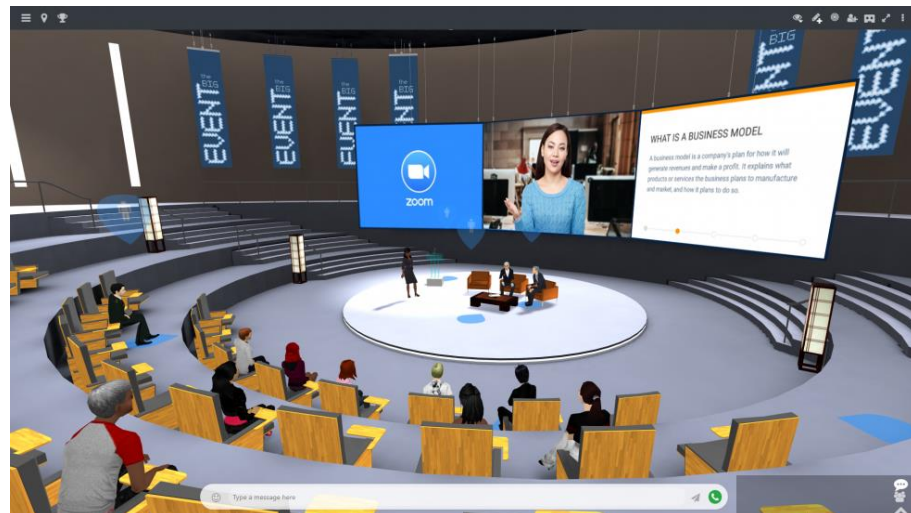 the
BIG
EVENT
the
BIG
EVENT
the
BIG
EVENT
the
BIG
zoom
WHAT IS A BUSINESS MODEL
A business model is a company's plan for how it will
generate revenues and make a profit. It explains what
products or services the business plans to manufacture
and market, and how it plans to do so.
BIG
Type a message here